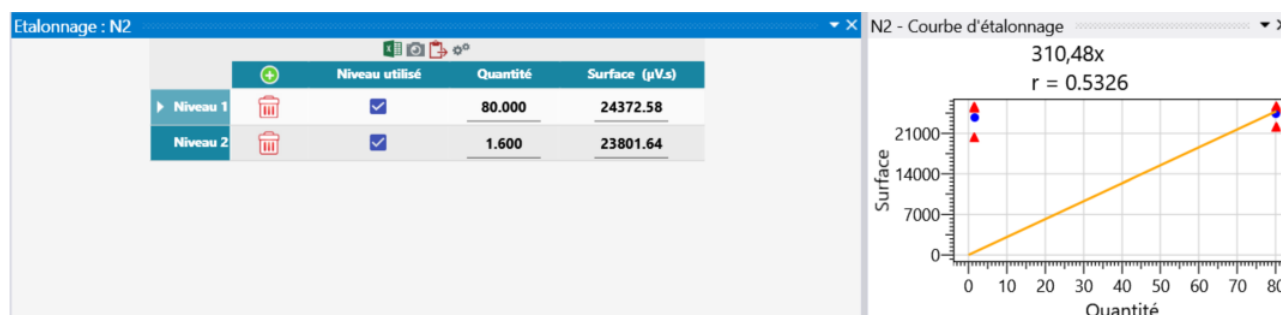 Etalonnage : N2
Niveau utilisé Quantité Surface (µV.s)
Niveau 1 80.000 24372.58
Niveau 2 1.600 23801.64
N2 - Courbe d'étalonnage
310,48x
r = 0.5326
21000
14000
7000
0
Surface
0 10 20 30 40 50 60 70 80
Quantité